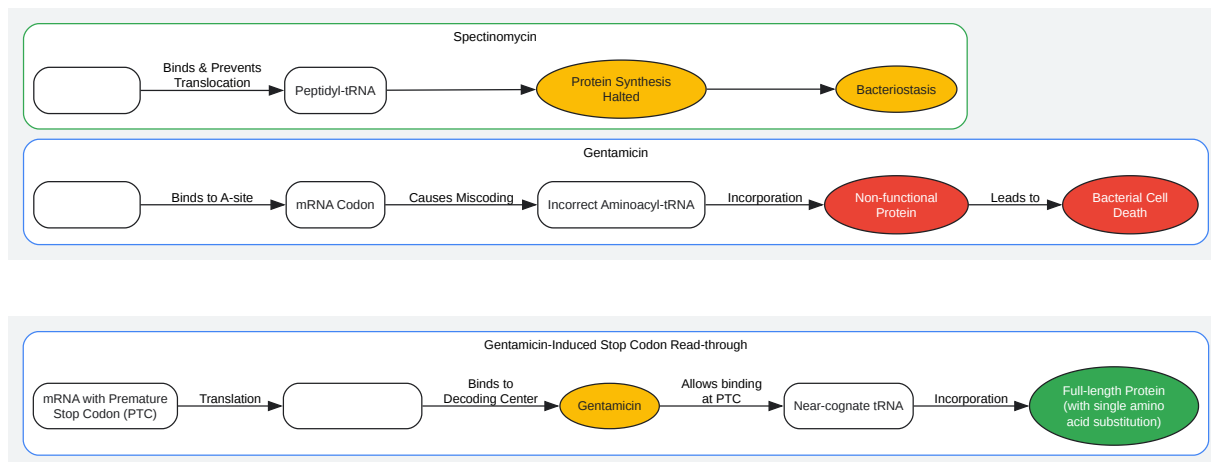 Spectinomycin
Binds & Prevents
Translocation
Peptidyl-tRNA
Protein Synthesis
Halted
Bacteriostasis
Gentamicin
Binds to A-site
mRNA Codon
Causes Miscoding
Incorrect Aminoacyl-tRNA
Incorporation
Non-functional
Protein
Leads to
Bacterial Cell
Death
Gentamicin-Induced Stop Codon Read-through
mRNA with Premature
Stop Codon (PTC)
Translation
Binds to
Decoding Center
Gentamicin
Allows binding
at PTC
Near-cognate tRNA
Incorporation
Full-length Protein
(with single amino
acid substitution)